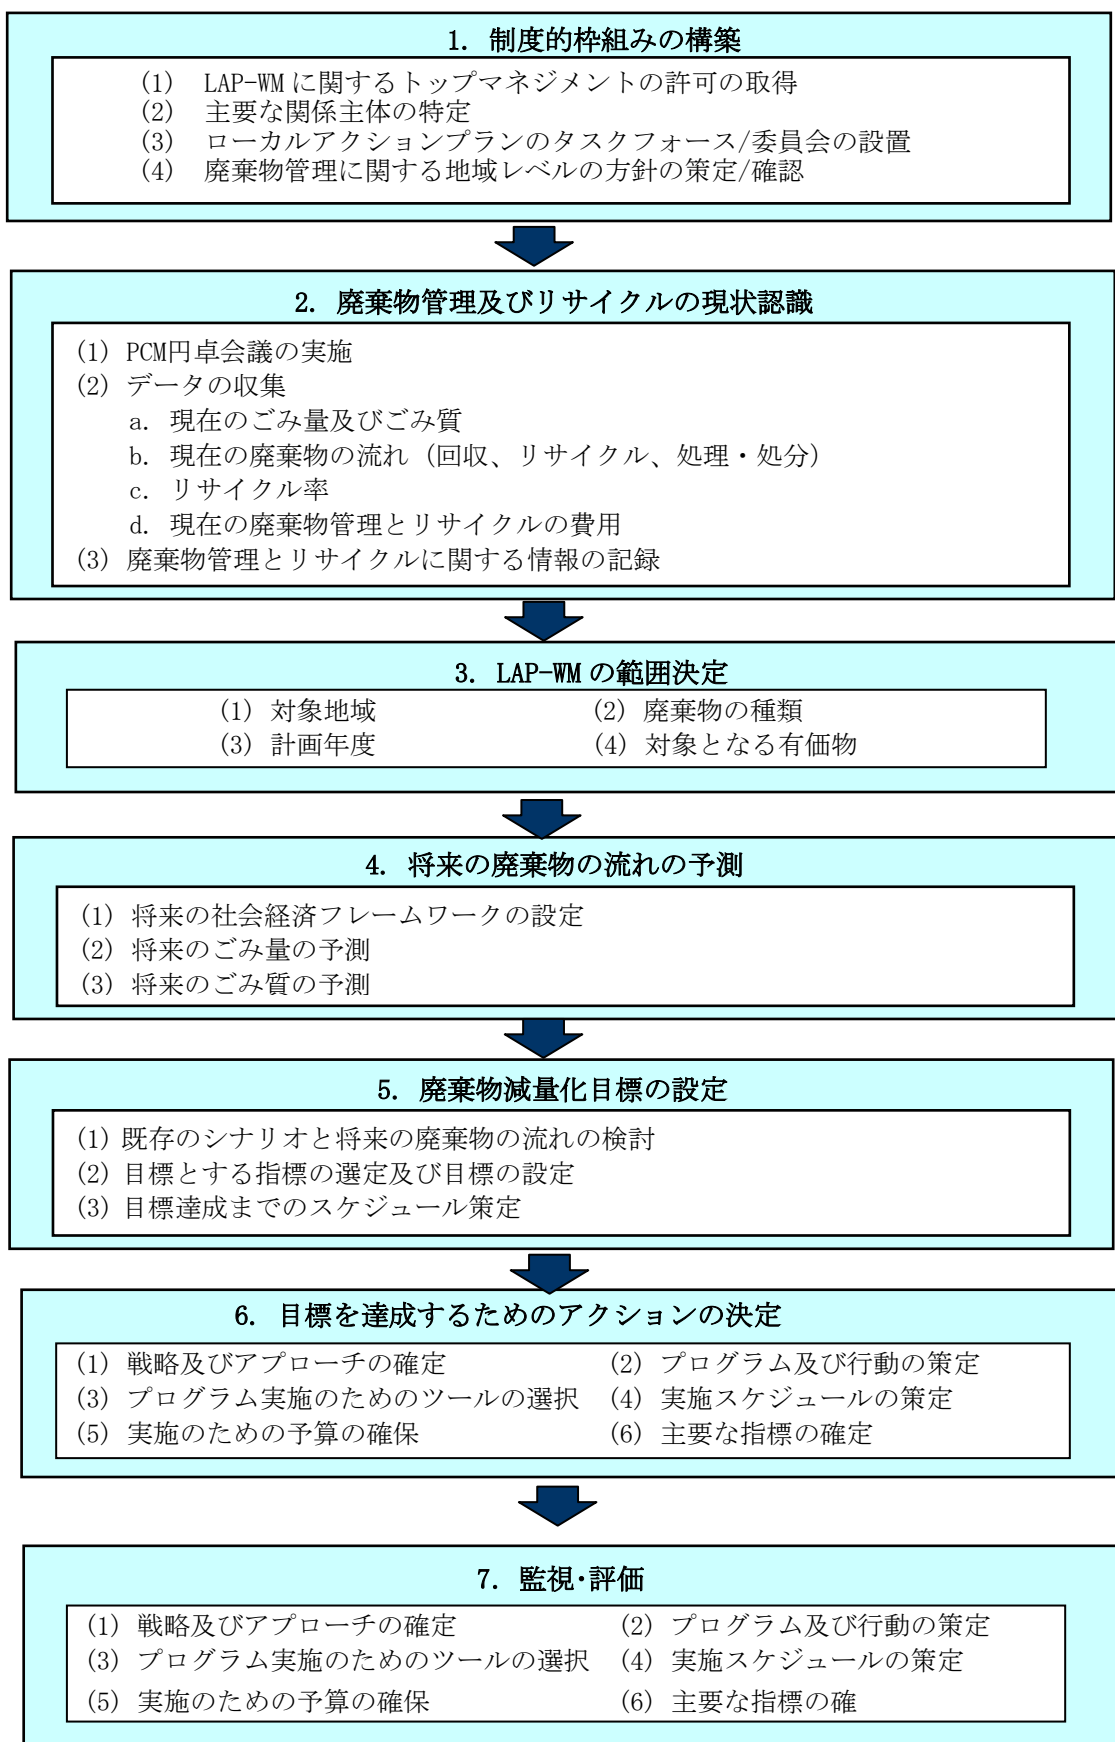 1. 制度的枠組みの構築
(1) LAP-WMに関するトップマネジメントの許可の取得
(2) 主要な関係主体の特定
(3) ローカルアクションプランのタスクフォース/委員会の設置
(4) 廃棄物管理に関する地域レベルの方針の策定/確認
2. 廃棄物管理及びリサイクルの現状認識
(1) PCM円卓会議の実施
(2) データの収集
a. 現在のごみ量及びごみ質
b. 現在の廃棄物の流れ（回収、リサイクル、処理・処分）
c. リサイクル率
d. 現在の廃棄物管理とリサイクルの費用
(3) 廃棄物管理とリサイクルに関する情報の記録
3. LAP-WMの範囲決定
(1) 対象地域 (2) 廃棄物の種類
(3) 計画年度 (4) 対象となる有価物
4. 将来の廃棄物の流れの予測
(1) 将来の社会経済フレームワークの設定
(2) 将来のごみ量の予測
(3) 将来のごみ質の予測
5. 廃棄物減量化目標の設定
(1) 既存のシナリオと将来の廃棄物の流れの検討
(2) 目標とする指標の選定及び目標の設定
(3) 目標達成までのスケジュール策定
6. 目標を達成するためのアクションの決定
(1) 戦略及びアプローチの確定 (2) プログラム及び行動の策定
(3) プログラム実施のためのツールの選択 (4) 実施スケジュールの策定
(5) 実施のための予算の確保 (6) 主要な指標の確定
7. 監視・評価
(1) 戦略及びアプローチの確定 (2) プログラム及び行動の策定
(3) プログラム実施のためのツールの選択 (4) 実施スケジュールの策定
(5) 実施のための予算の確保 (6) 主要な指標の確